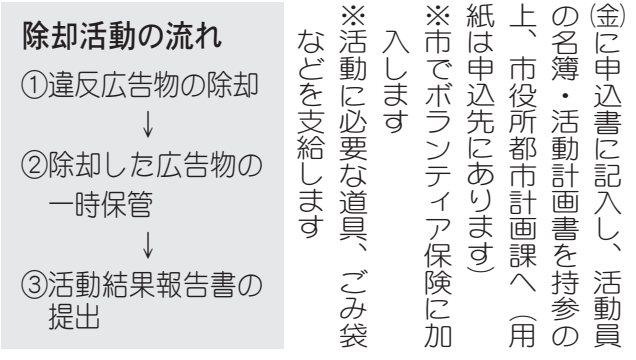 ㈮に申込書に記入し、活動員
の名簿・活動計画書を持参の
上、市役所都市計画課へ（用
紙は申込先にあります）
※市でボランティア保険に加
入します
※活動に必要な道具、ごみ袋
などを支給します
除却活動の流れ
①違反広告物の除却
↓
②除却した広告物の
一時保管
↓
③活動結果報告書の
提出